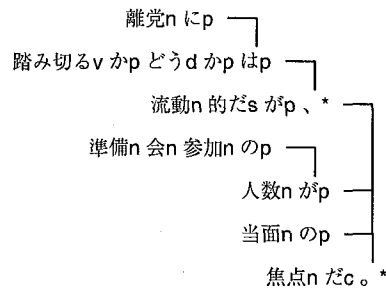 離党n にp
踏み切るv かp どうd かp はp
流動n 的だs がp 、*
準備n 会n 参加n のp
人数n がp
当面n のp
焦点n だc 。*